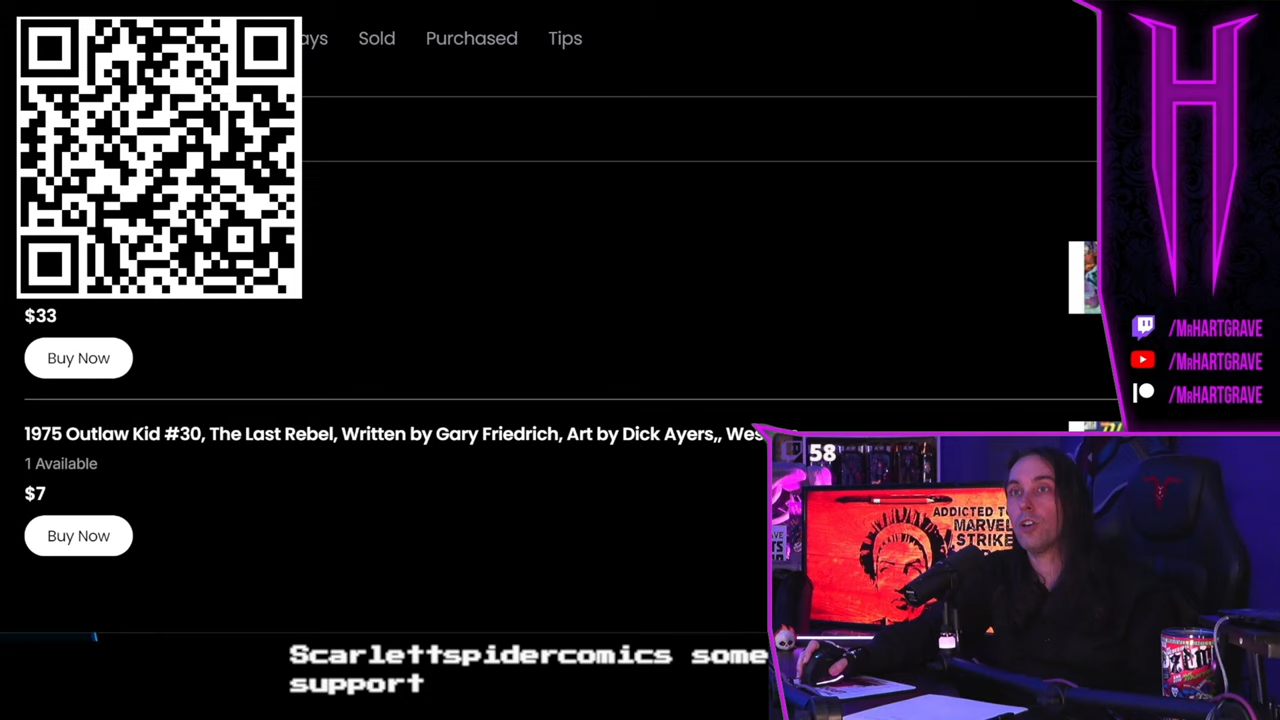 ays Sold Purchased Tips
$33
Buy Now
1975 Outlaw Kid #30, The Last Rebel, Written by Gary Friedrich, Art by Dick Ayers,, Wes
1 Available
$7
Buy Now
/MrHartgrave
/MrHartgrave
/MrHartgrave
58
ADDICTED TO
MARVEL
STRIKE
Scarlettspidercomics some
support